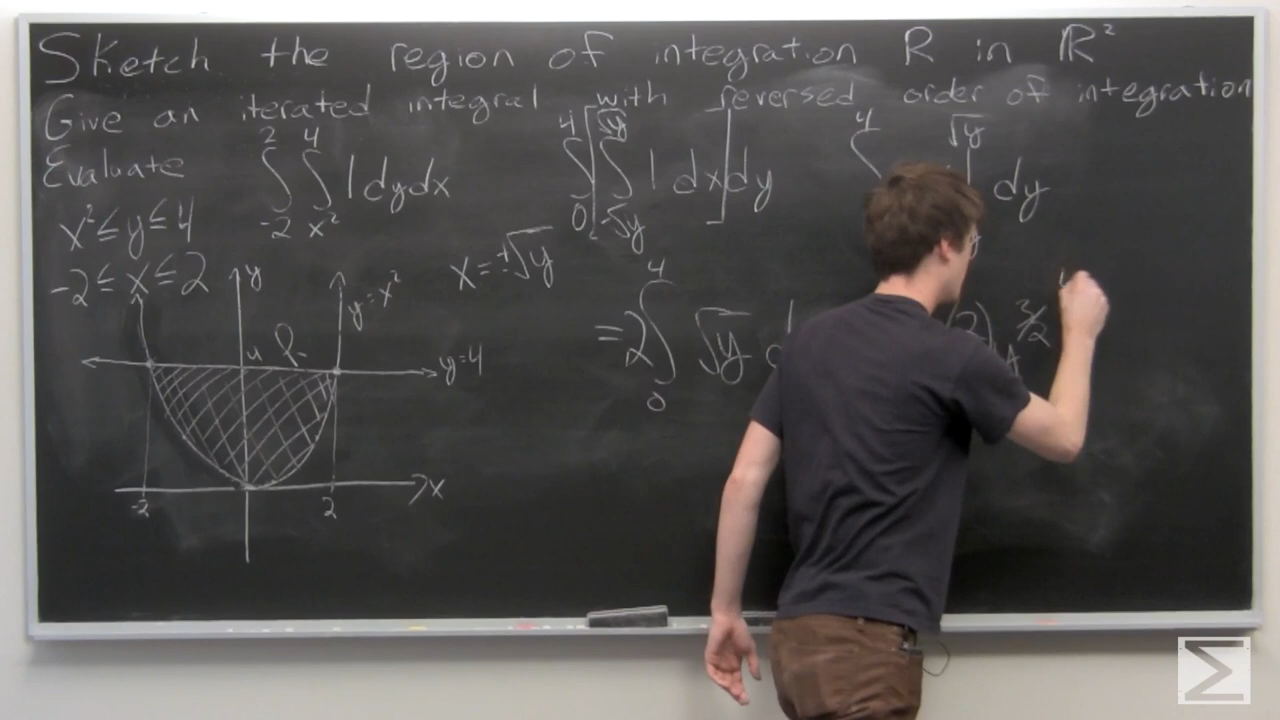 Sketch the region of integration R in ℝ²
Give an iterated integral with reversed order of integration
Evaluate ∫_{-2}^{2} ∫_{x²}^{4} 1 dy dx
∫_{0}^{4} [ ∫_{-√y}^{√y} 1 dx ] dy
∫^{4} |^{√y} dy
x² ≤ y ≤ 4
-2 ≤ x ≤ 2
x = ±√y
= 2 ∫_{0}^{4} √y d
2) y^{3/2}
y
y = x²
4
R
y=4
x
-2
2
Σ